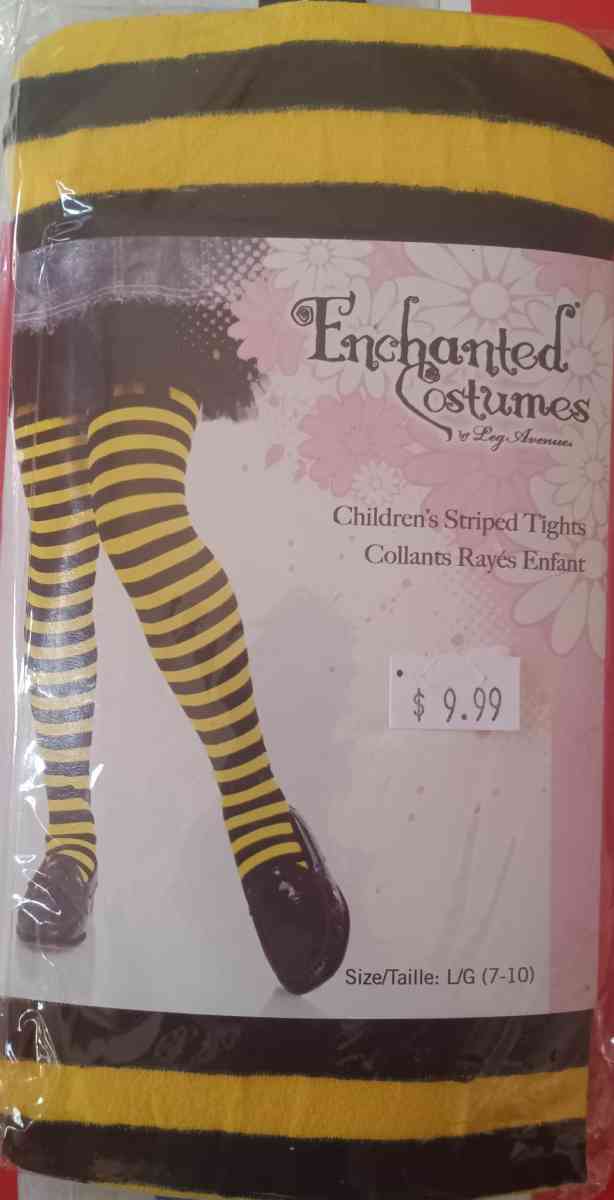 Enchanted
Costumes
by Leg Avenue
Children's Striped Tights
Collants Rayés Enfant
$ 9.99
Size/Taille: L/G (7-10)